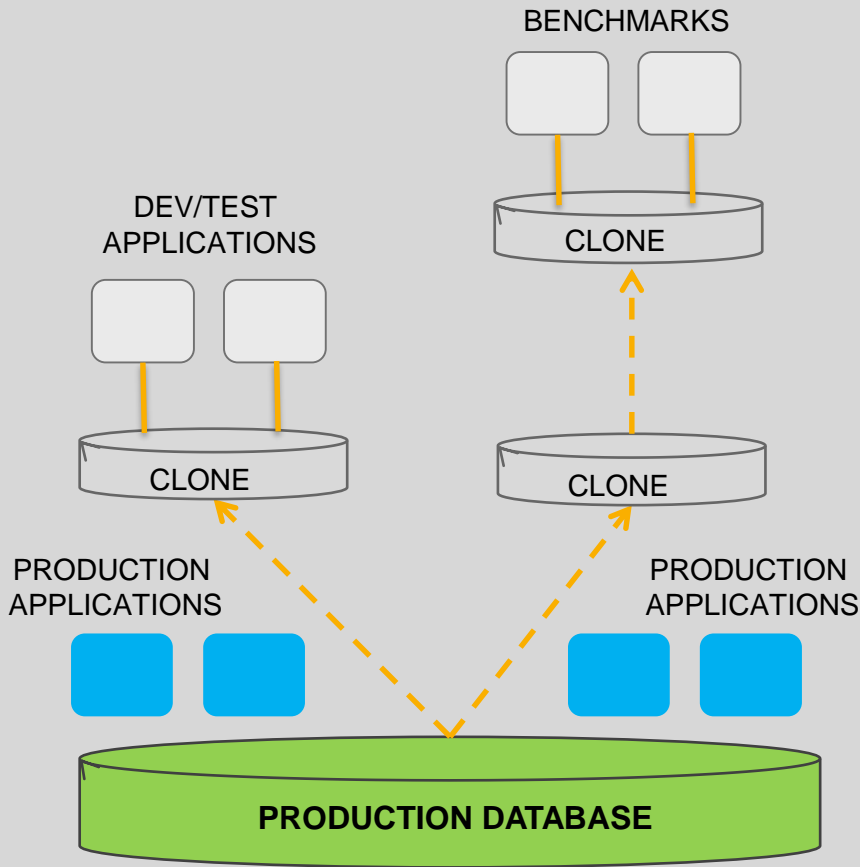 BENCHMARKS
CLONE
DEV/TEST
APPLICATIONS
CLONE
CLONE
PRODUCTION
APPLICATIONS
PRODUCTION
APPLICATIONS
PRODUCTION DATABASE